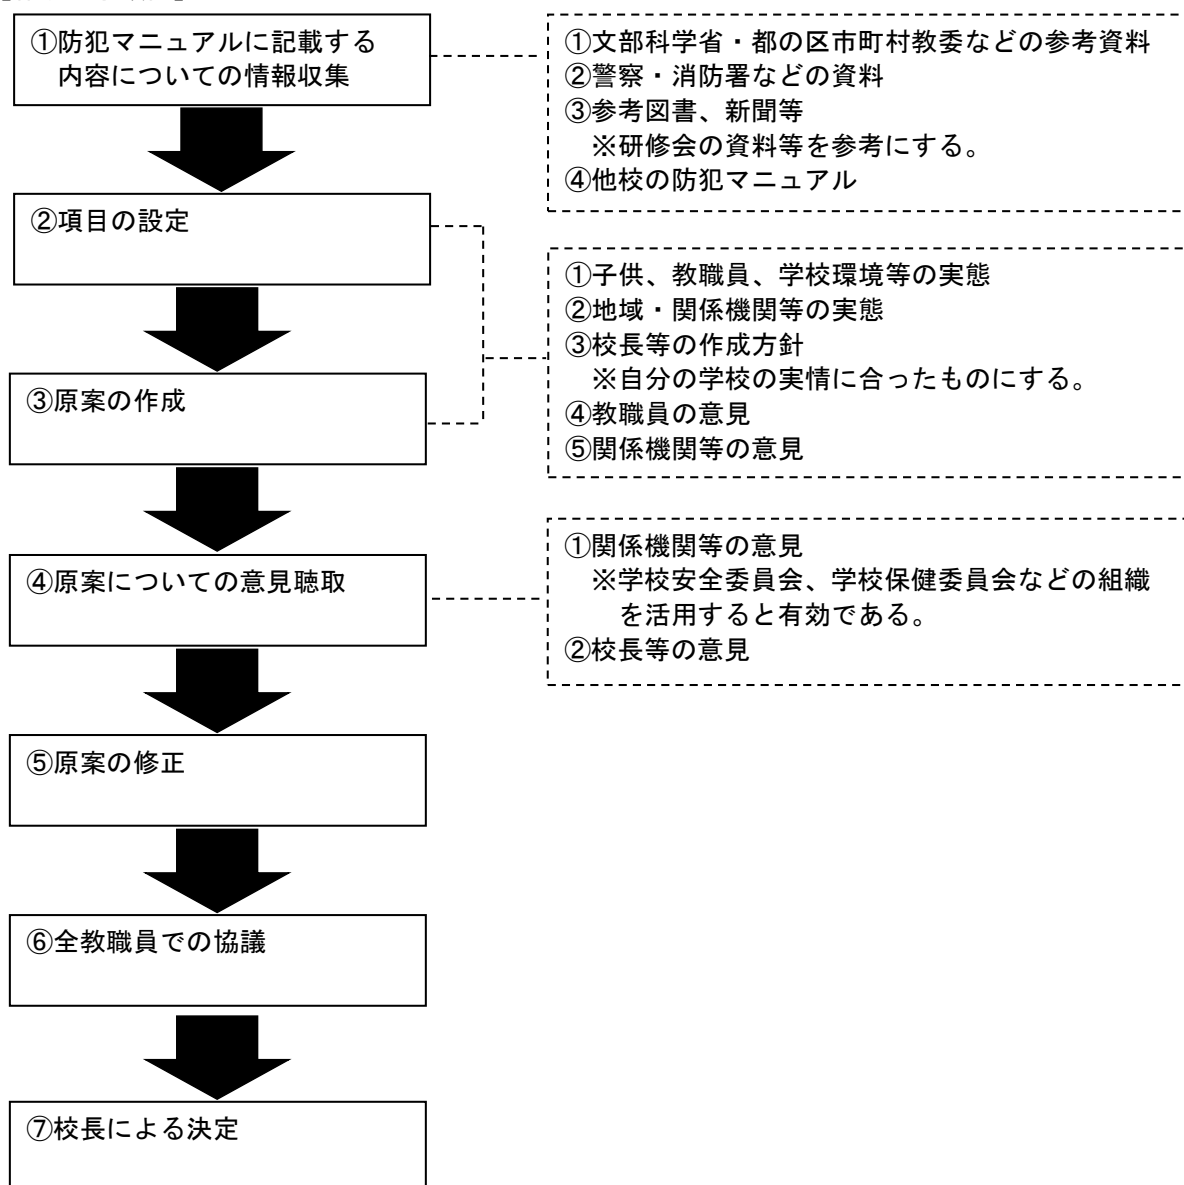 ①防犯マニュアルに記載する
内容についての情報収集
①文部科学省・都の区市町村教委などの参考資料
②警察・消防署などの資料
③参考図書、新聞等
※研修会の資料等を参考にする。
④他校の防犯マニュアル
②項目の設定
①子供、教職員、学校環境等の実態
②地域・関係機関等の実態
③校長等の作成方針
※自分の学校の実情に合ったものにする。
④教職員の意見
⑤関係機関等の意見
③原案の作成
④原案についての意見聴取
①関係機関等の意見
※学校安全委員会、学校保健委員会などの組織
を活用すると有効である。
②校長等の意見
⑤原案の修正
⑥全教職員での協議
⑦校長による決定